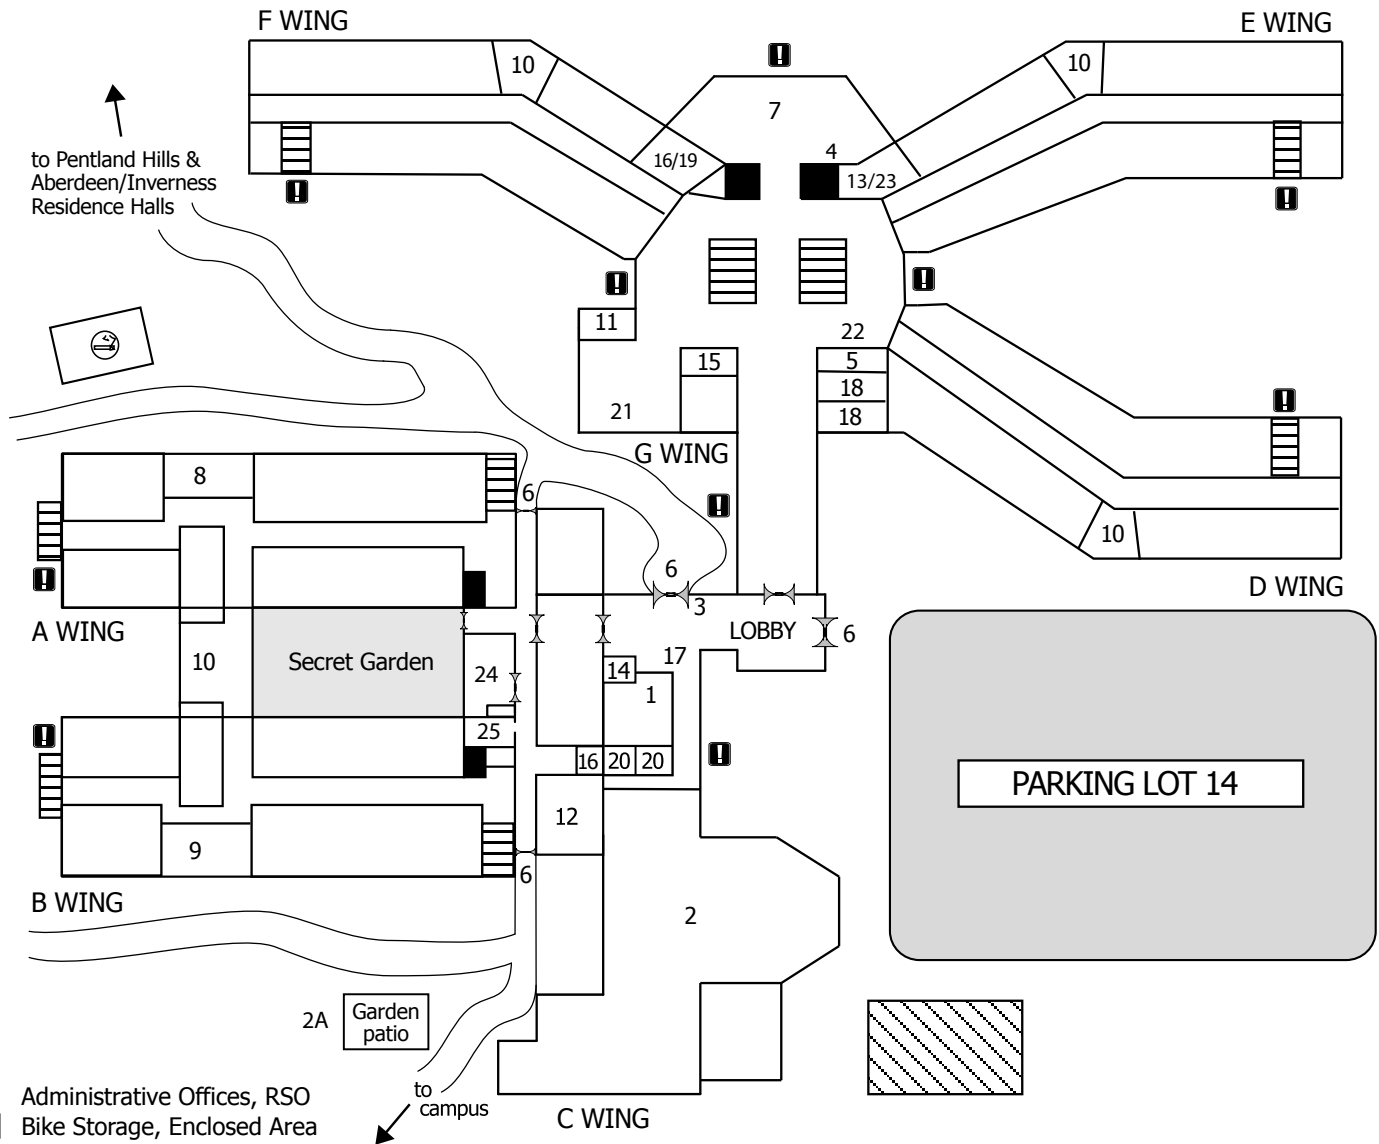 F WING
E WING
10
10
7
to Pentland Hills &
Aberdeen/Inverness
Residence Halls
16/19
4
13/23
11
22
15
5
18
21
18
G WING
8
6
10
6
D WING
3
A WING
LOBBY
6
10
Secret Garden
17
24
14
1
25
16
20
20
PARKING LOT 14
12
9
6
B WING
2
2A
Garden
patio
to
campus
C WING
Administrative Offices, RSO
Bike Storage, Enclosed Area